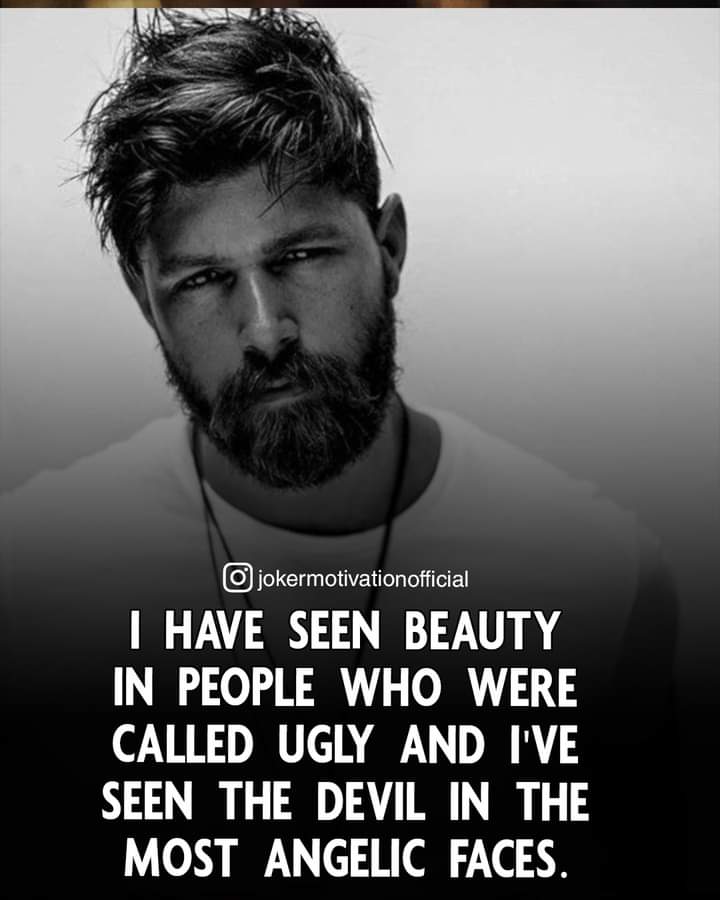 jokermotivationofficial
I HAVE SEEN BEAUTY
IN PEOPLE WHO WERE
CALLED UGLY AND I'VE
SEEN THE DEVIL IN THE
MOST ANGELIC FACES.